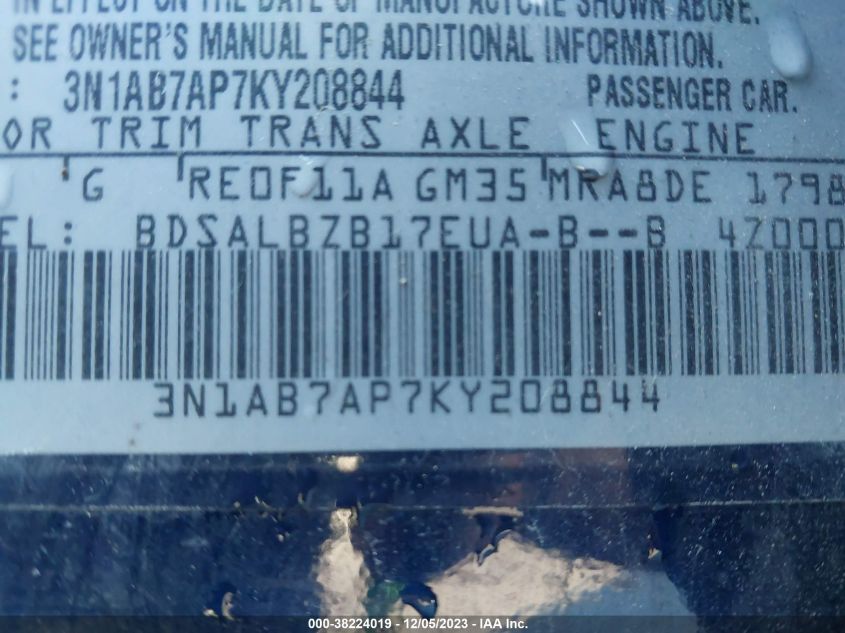 IN EFFECT ON THE DATE OF MANUFACTURE SHOWN ABOVE.
SEE OWNER'S MANUAL FOR ADDITIONAL INFORMATION.
: 3N1AB7AP7KY208844 PASSENGER CAR.
OR TRIM TRANS AXLE ENGINE
G RE0F11A GM35 MRA8DE 1798
EL: BDSALBZB17EUA-B--B 4Z000
3N1AB7AP7KY208844
000-38224019 - 12/05/2023 - IAA Inc.